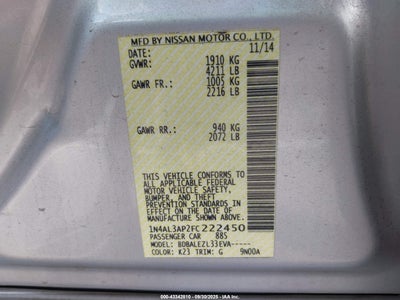 MFD BY NISSAN MOTOR CO., LTD.
DATE: 11/14
GVWR: 1910 KG
4211 LB
GAWR FR.: 1005 KG
2216 LB
GAWR RR.: 940 KG
2072 LB
THIS VEHICLE CONFORMS TO
ALL APPLICABLE FEDERAL
MOTOR VEHICLE SAFETY,
BUMPER, AND THEFT
PREVENTION STANDARDS IN
EFFECT ON THE DATE OF
MANUFACTURE SHOWN ABOVE.
1N4AL3APZFC222450
PASSENGER CAR 885
MODEL: BDBALEZL33EVA-----
COLOR: K23 TRIM: G 9N00A
000-43342010 | 09/30/2025 - IAAHOLDINGS, LLC